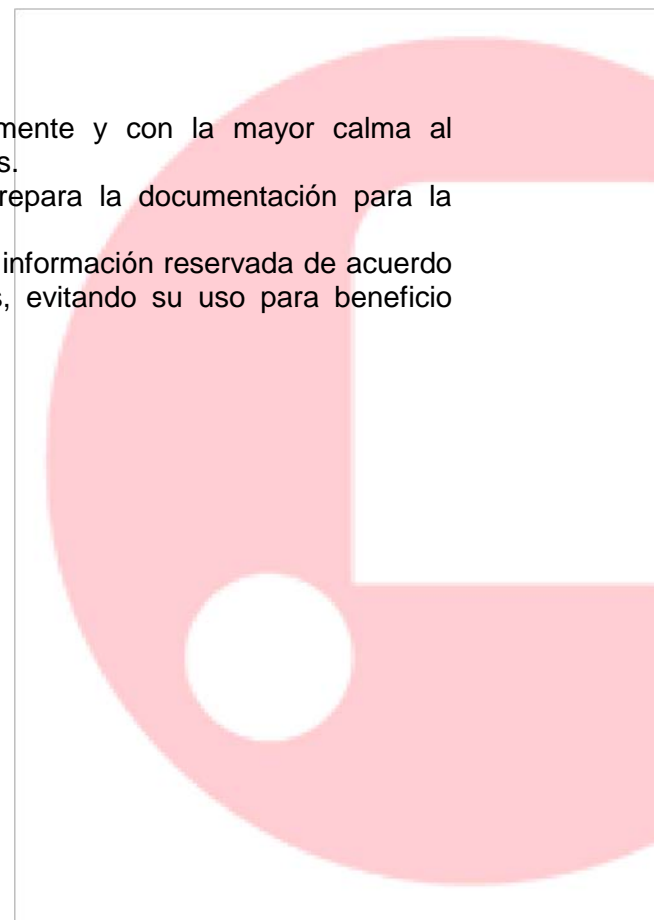 mente y con la mayor calma al
s.
repara la documentación para la
información reservada de acuerdo
s, evitando su uso para beneficio